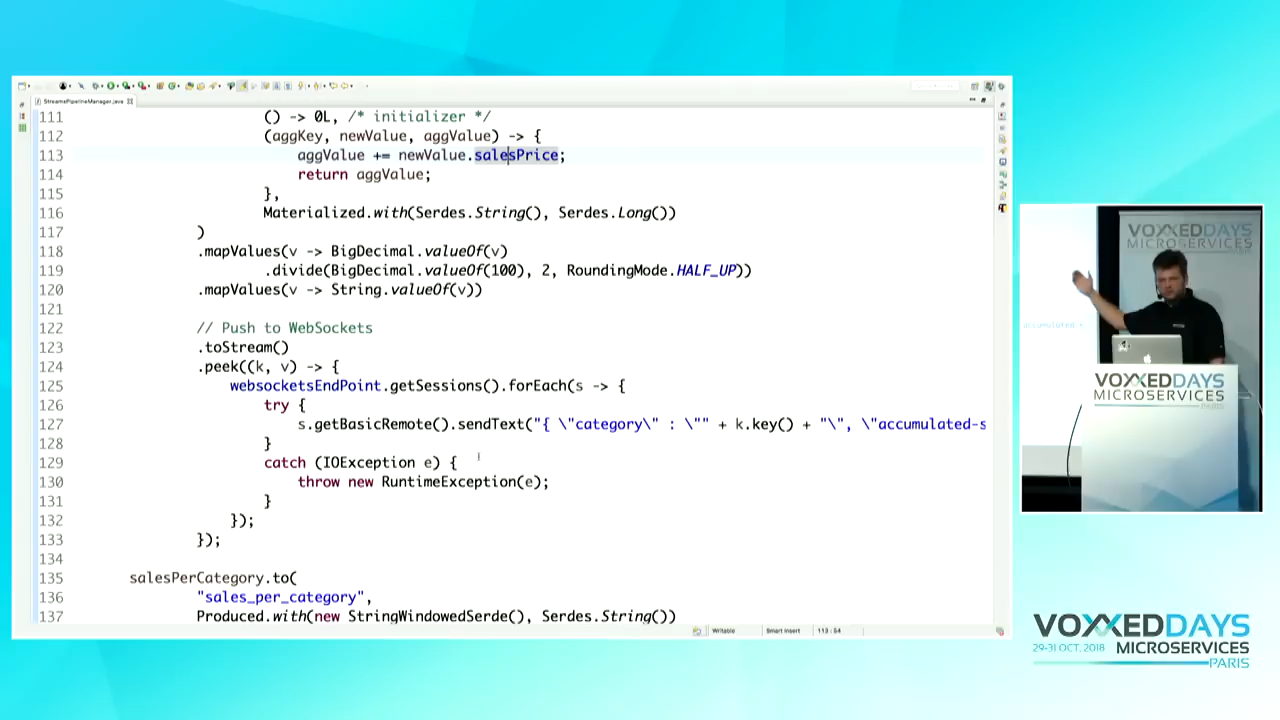 StreamsPipelineManager.java
111 () -> 0L, /* initializer */
112 (aggKey, newValue, aggValue) -> {
113 aggValue += newValue.salesPrice;
114 return aggValue;
115 },
116 Materialized.with(Serdes.String(), Serdes.Long())
117 )
118 .mapValues(v -> BigDecimal.valueOf(v)
119 .divide(BigDecimal.valueOf(100), 2, RoundingMode.HALF_UP))
120 .mapValues(v -> String.valueOf(v))
121
122 // Push to WebSockets
123 .toStream()
124 .peek((k, v) -> {
125 websocketsEndPoint.getSessions().forEach(s -> {
126 try {
127 s.getBasicRemote().sendText("{ \"category\" : \"" + k.key() + "\", \"accumulated-s
128 }
129 catch (IOException e) {
130 throw new RuntimeException(e);
131 }
132 });
133 });
134
135 salesPerCategory.to(
136 "sales_per_category",
137 Produced.with(new StringWindowedSerde(), Serdes.String())
Writable Smart Insert 113 : 54
VOXXEDDAYS
MICROSERVICES
accumulated
VOXXEDDAYS
MICROSERVICES
PARIS
VOXXEDDAYS
29-31 OCT, 2018 MICROSERVICES
PARIS